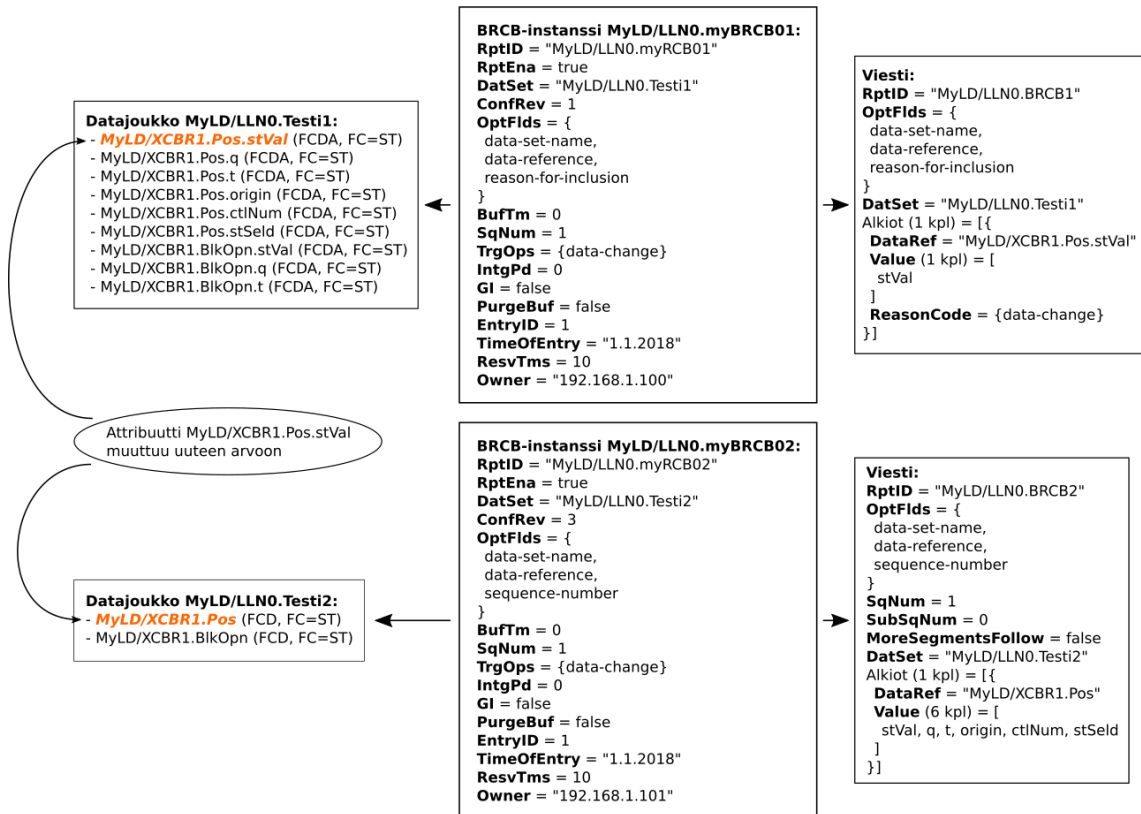 Datajoukko MyLD/LLN0.Testi1:
- MyLD/XCBR1.Pos.stVal (FCDA, FC=ST)
- MyLD/XCBR1.Pos.q (FCDA, FC=ST)
- MyLD/XCBR1.Pos.t (FCDA, FC=ST)
- MyLD/XCBR1.Pos.origin (FCDA, FC=ST)
- MyLD/XCBR1.Pos.ctlNum (FCDA, FC=ST)
- MyLD/XCBR1.Pos.stSeld (FCDA, FC=ST)
- MyLD/XCBR1.BlkOpn.stVal (FCDA, FC=ST)
- MyLD/XCBR1.BlkOpn.q (FCDA, FC=ST)
- MyLD/XCBR1.BlkOpn.t (FCDA, FC=ST)
BRCB-instanssi MyLD/LLN0.myBRCB01:
RptID = "MyLD/LLN0.myRCB01"
RptEna = true
DatSet = "MyLD/LLN0.Testi1"
ConfRev = 1
OptFlds = {
data-set-name,
data-reference,
reason-for-inclusion
}
BufTm = 0
SqNum = 1
TrgOps = {data-change}
IntgPd = 0
GI = false
PurgeBuf = false
EntryID = 1
TimeOfEntry = "1.1.2018"
ResvTms = 10
Owner = "192.168.1.100"
Viesti:
RptID = "MyLD/LLN0.BRCB1"
OptFlds = {
data-set-name,
data-reference,
reason-for-inclusion
}
DatSet = "MyLD/LLN0.Testi1"
Alkiot (1 kpl) = [{
DataRef = "MyLD/XCBR1.Pos.stVal"
Value (1 kpl) = [
stVal
]
ReasonCode = {data-change}
}]
Attribuutti MyLD/XCBR1.Pos.stVal
muuttuu uuteen arvoon
Datajoukko MyLD/LLN0.Testi2:
- MyLD/XCBR1.Pos (FCD, FC=ST)
- MyLD/XCBR1.BlkOpn (FCD, FC=ST)
BRCB-instanssi MyLD/LLN0.myBRCB02:
RptID = "MyLD/LLN0.myRCB02"
RptEna = true
DatSet = "MyLD/LLN0.Testi2"
ConfRev = 3
OptFlds = {
data-set-name,
data-reference,
sequence-number
}
BufTm = 0
SqNum = 1
TrgOps = {data-change}
IntgPd = 0
GI = false
PurgeBuf = false
EntryID = 1
TimeOfEntry = "1.1.2018"
ResvTms = 10
Owner = "192.168.1.101"
Viesti:
RptID = "MyLD/LLN0.BRCB2"
OptFlds = {
data-set-name,
data-reference,
sequence-number
}
SqNum = 1
SubSqNum = 0
MoreSegmentsFollow = false
DatSet = "MyLD/LLN0.Testi2"
Alkiot (1 kpl) = [{
DataRef = "MyLD/XCBR1.Pos"
Value (6 kpl) = [
stVal, q, t, origin, ctlNum, stSeld
]
}]